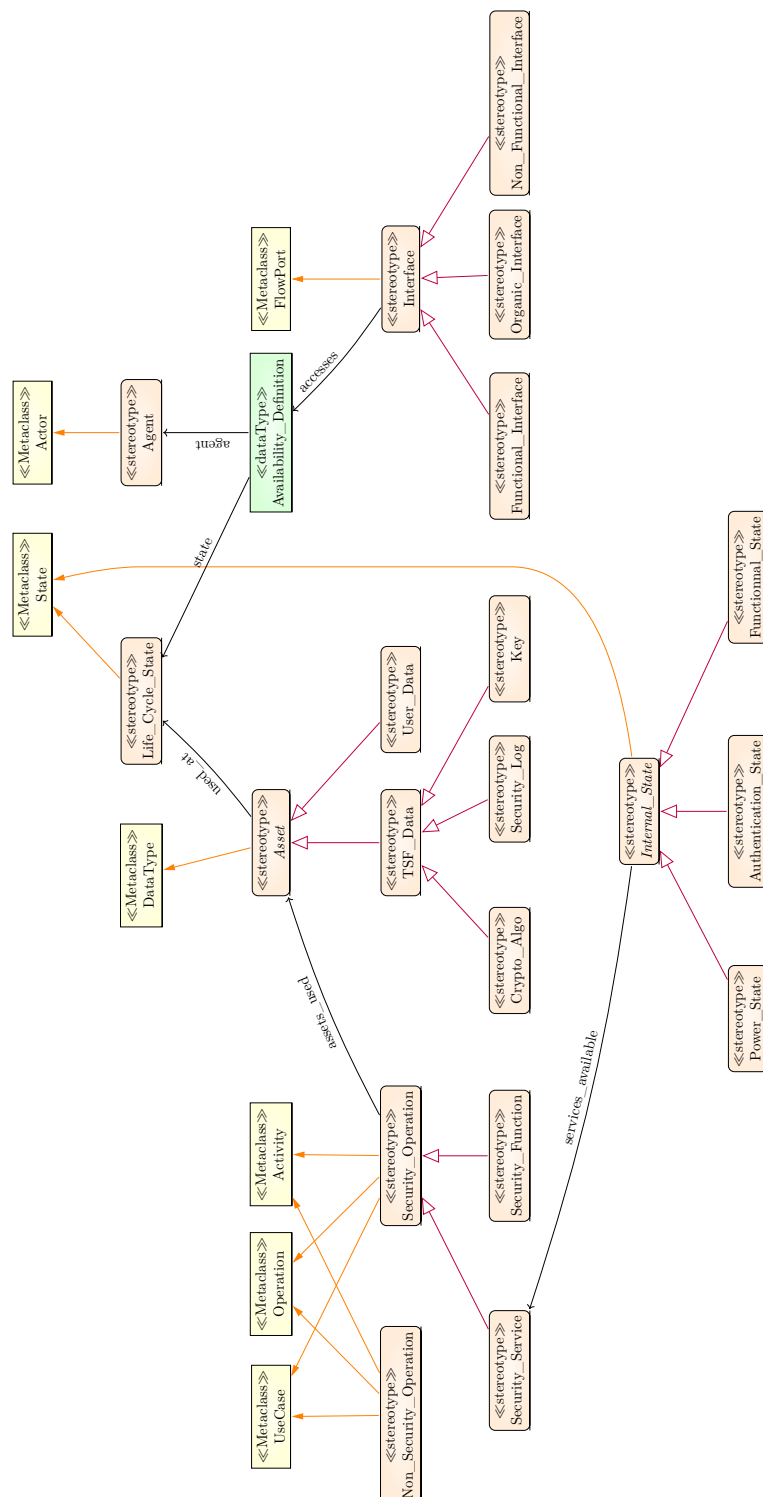 ≪Metaclass≫
State
≪Metaclass≫
Actor
≪Metaclass≫
DataType
≪stereotype≫
Life_Cycle_State
≪stereotype≫
Agent
used_at
state
agent
≪Metaclass≫
UseCase
≪Metaclass≫
Operation
≪Metaclass≫
Activity
≪stereotype≫
Asset
≪dataType≫
Availability_Definition
≪Metaclass≫
FlowPort
assets_used
accesses
≪stereotype≫
Non_Security_Operation
≪stereotype≫
Security_Operation
≪stereotype≫
TSF_Data
≪stereotype≫
User_Data
≪stereotype≫
Interface
≪stereotype≫
Security_Service
≪stereotype≫
Security_Function
≪stereotype≫
Crypto_Algo
≪stereotype≫
Security_Log
≪stereotype≫
Key
≪stereotype≫
Functional_Interface
≪stereotype≫
Organic_Interface
≪stereotype≫
Non_Functional_Interface
services_available
≪stereotype≫
Internal_State
≪stereotype≫
Power_State
≪stereotype≫
Authentication_State
≪stereotype≫
Functionnal_State